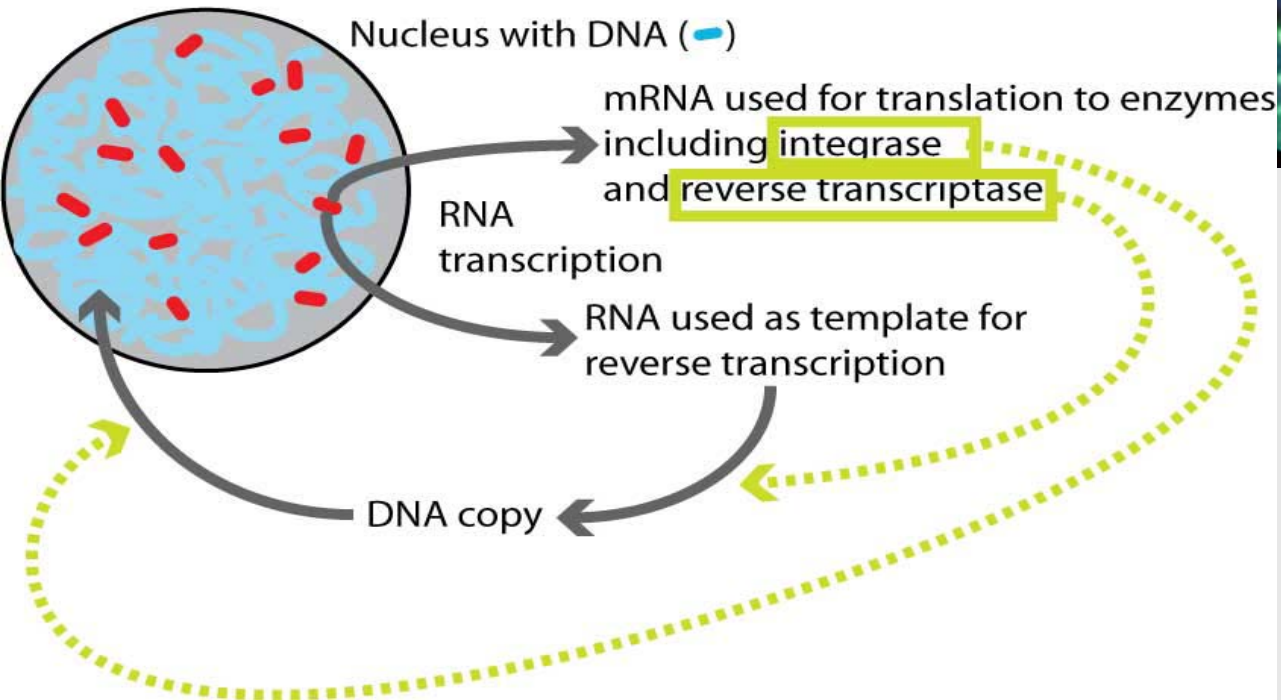 Nucleus with DNA ( )
mRNA used for translation to enzymes
including integrase
and reverse transcriptase
RNA
transcription
RNA used as template for
reverse transcription
DNA copy